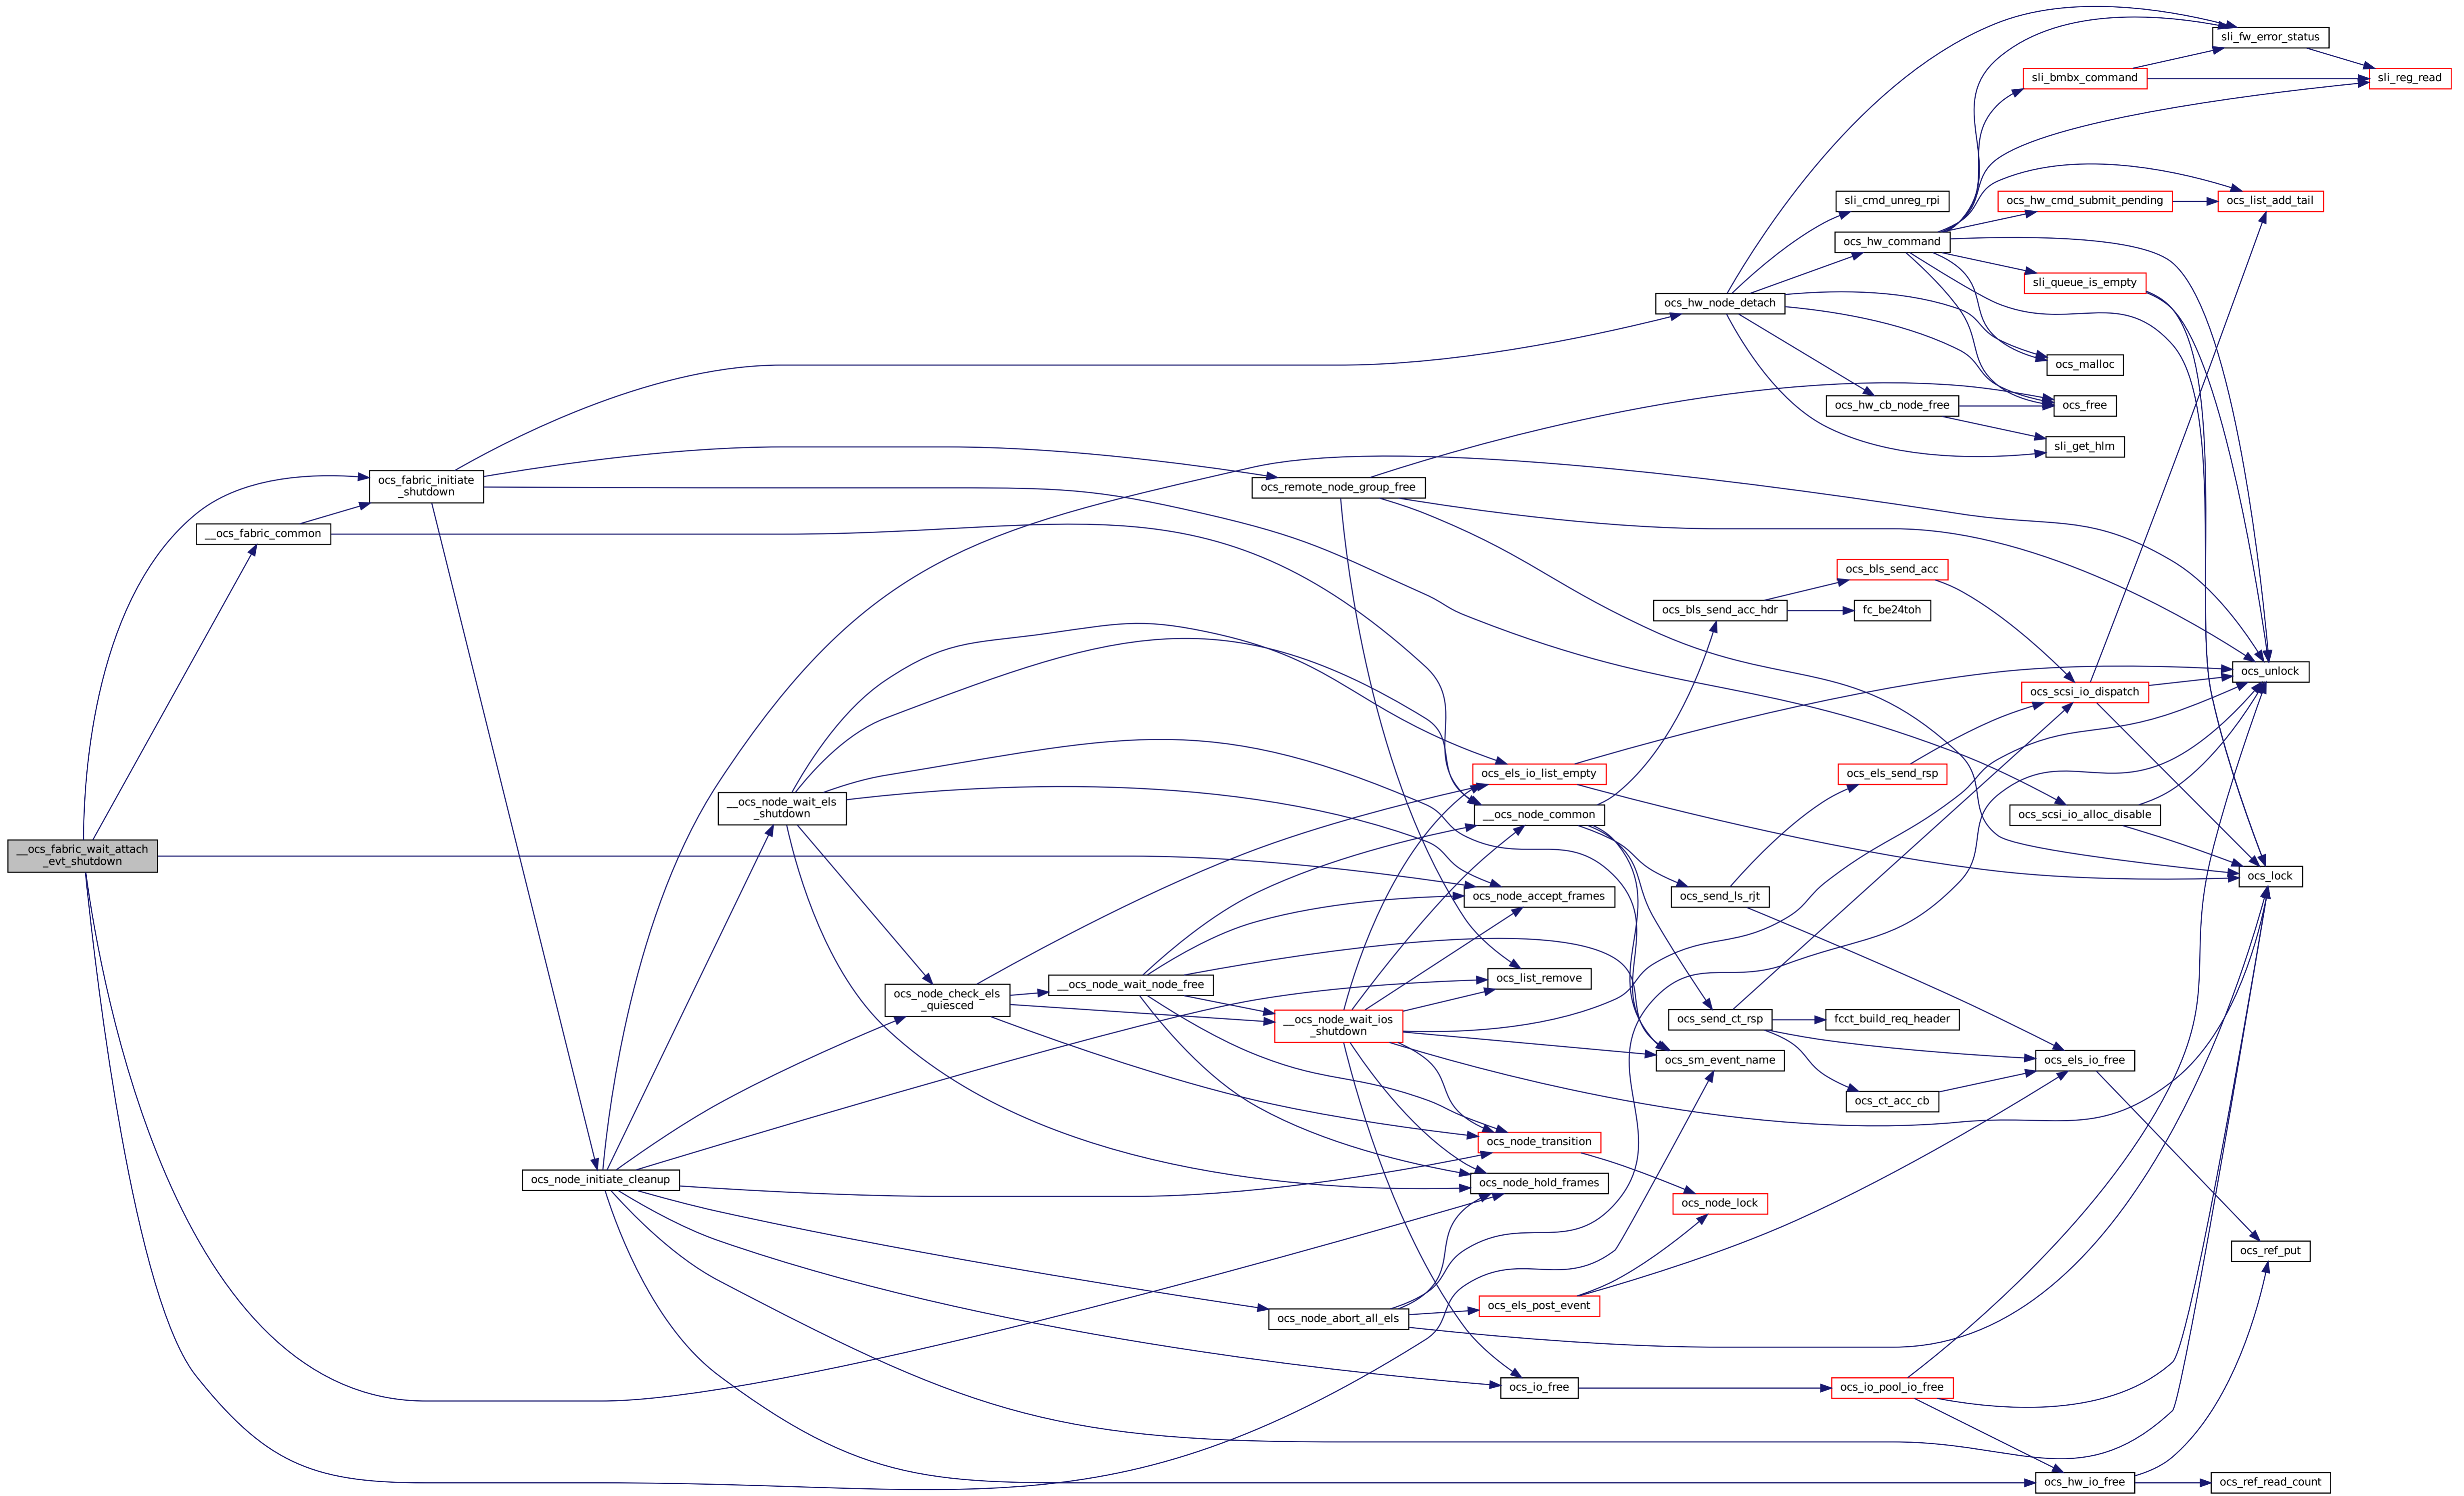 __ocs_fabric_wait_attach
_evt_shutdown
__ocs_fabric_common
ocs_fabric_initiate
_shutdown
ocs_node_initiate_cleanup
__ocs_node_wait_els
_shutdown
ocs_node_check_els
_quiesced
__ocs_node_wait_node_free
ocs_remote_node_group_free
__ocs_node_wait_ios
_shutdown
ocs_node_abort_all_els
ocs_els_io_list_empty
__ocs_node_common
ocs_node_accept_frames
ocs_list_remove
ocs_node_transition
ocs_node_hold_frames
ocs_els_post_event
ocs_io_free
ocs_hw_node_detach
ocs_bls_send_acc_hdr
ocs_send_ls_rjt
ocs_send_ct_rsp
ocs_sm_event_name
ocs_node_lock
sli_cmd_unreg_rpi
ocs_hw_command
ocs_hw_cb_node_free
ocs_bls_send_acc
fc_be24toh
ocs_els_send_rsp
fcct_build_req_header
ocs_ct_acc_cb
ocs_io_pool_io_free
sli_bmbx_command
ocs_hw_cmd_submit_pending
sli_queue_is_empty
ocs_malloc
ocs_free
sli_get_hlm
ocs_scsi_io_dispatch
ocs_scsi_io_alloc_disable
ocs_els_io_free
ocs_hw_io_free
sli_fw_error_status
sli_reg_read
ocs_list_add_tail
ocs_unlock
ocs_lock
ocs_ref_put
ocs_ref_read_count